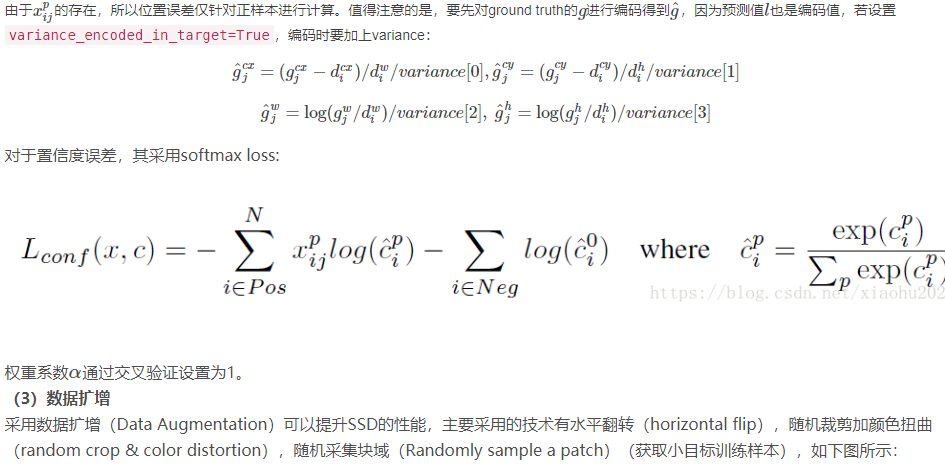 由于$x_{ij}^{p}$的存在，所以位置误差仅针对正样本进行计算。值得注意的是，要先对ground truth的$g$进行编码得到$\hat{g}$，因为预测值$l$也是编码值，若设置
variance_encoded_in_target=True，编码时要加上variance：
$\hat{g}_j^{cx} = (g_j^{cx} - d_i^{cx})/d_i^w/variance[0], \hat{g}_j^{cy} = (g_j^{cy} - d_i^{cy})/d_i^h/variance[1]$
$\hat{g}_j^{w} = \log(g_j^{w}/d_i^w)/variance[2], \hat{g}_j^{h} = \log(g_j^{h}/d_i^h)/variance[3]$
对于置信度误差，其采用softmax loss:
$L_{conf}(x, c) = -\sum_{i \in Pos}^{N} x_{ij}^{p} log(\hat{c}_i^{p}) - \sum_{i \in Neg} log(\hat{c}_i^{0}) \quad \text{where} \quad \hat{c}_i^{p} = \frac{\exp(c_i^{p})}{\sum_p \exp(c_i^{p})}$
https://blog.csdn.net/xiaohu202
权重系数$\alpha$通过交叉验证设置为1。
（3）数据扩增
采用数据扩增（Data Augmentation）可以提升SSD的性能，主要采用的技术有水平翻转（horizontal flip），随机裁剪加颜色扭曲
（random crop & color distortion），随机采集块域（Randomly sample a patch）（获取小目标训练样本），如下图所示：